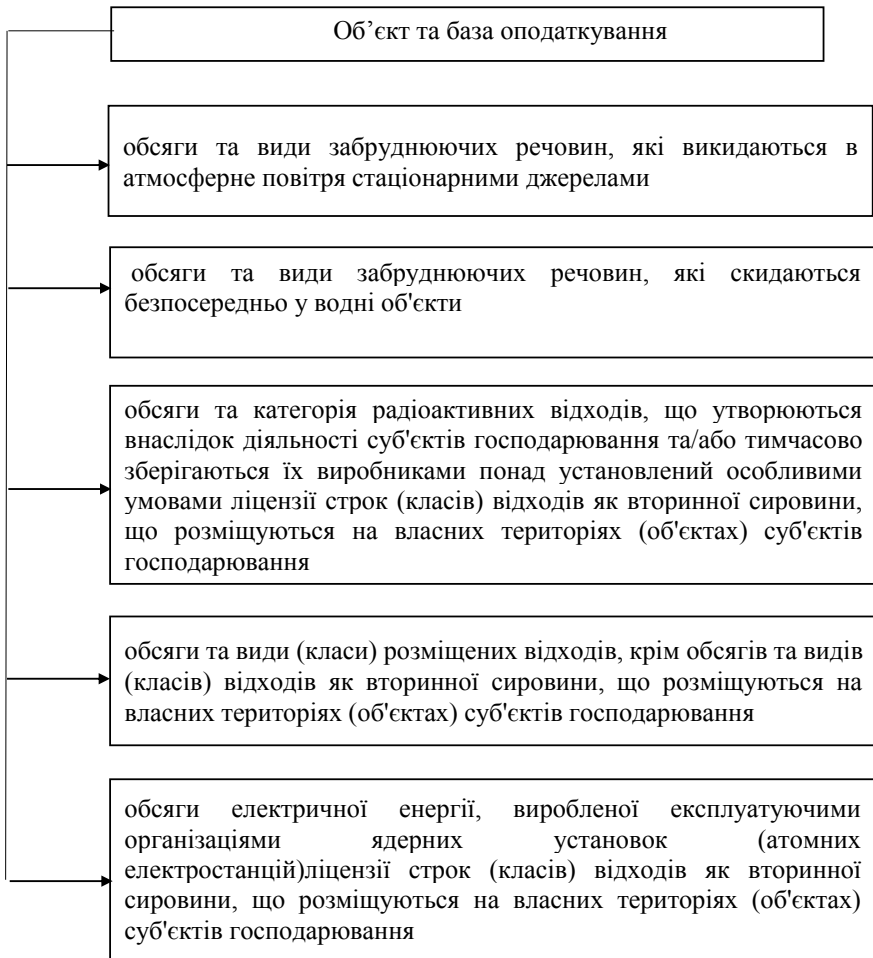 Об’єкт та база оподаткування
обсяги та види забруднюючих речовин, які викидаються в
атмосферне повітря стаціонарними джерелами
обсяги та види забруднюючих речовин, які скидаються
безпосередньо у водні об'єкти
обсяги та категорія радіоактивних відходів, що утворюються
внаслідок діяльності суб'єктів господарювання та/або тимчасово
зберігаються їх виробниками понад установлений особливими
умовами ліцензії строк (класів) відходів як вторинної сировини,
що розміщуються на власних територіях (об'єктах) суб'єктів
господарювання
обсяги та види (класи) розміщених відходів, крім обсягів та видів
(класів) відходів як вторинної сировини, що розміщуються на
власних територіях (об'єктах) суб'єктів господарювання
обсяги електричної енергії, виробленої експлуатуючими
організаціями ядерних установок (атомних
електростанцій)ліцензії строк (класів) відходів як вторинної
сировини, що розміщуються на власних територіях (об'єктах)
суб'єктів господарювання